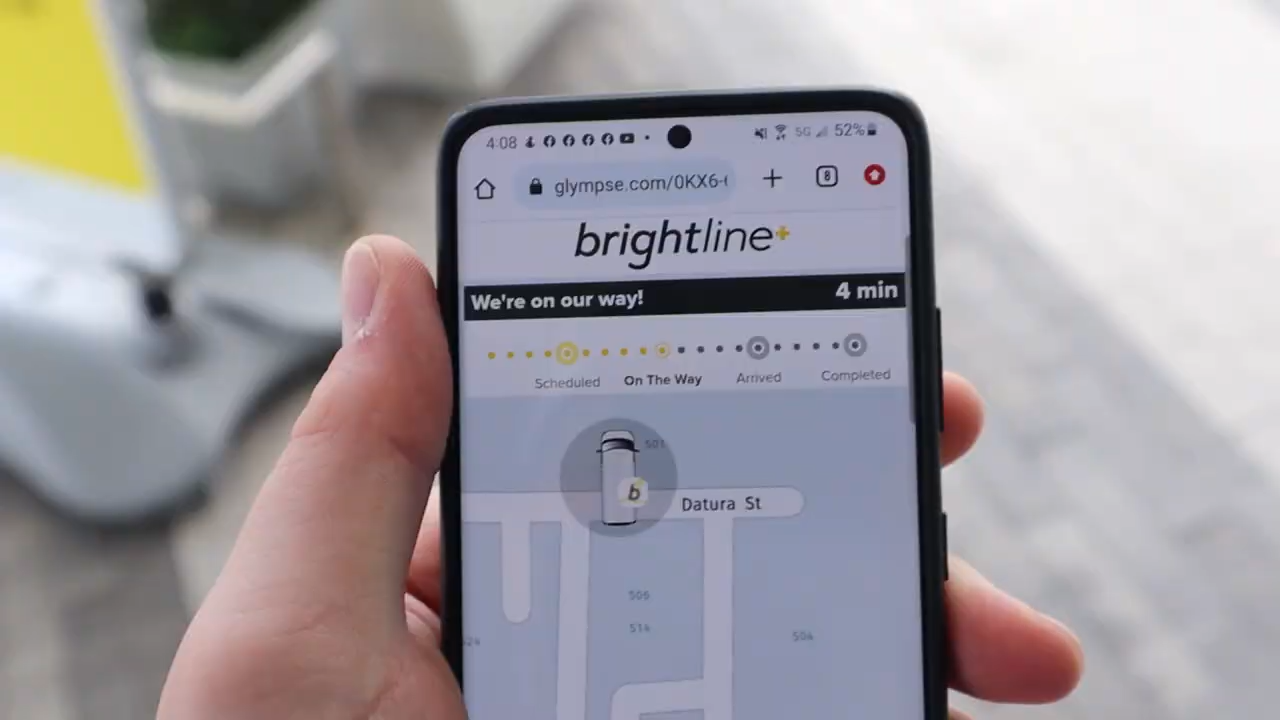 4:08 5G 52%
glympse.com/0KX6- 8
brightline+
We're on our way! 4 min
Scheduled On The Way Arrived Completed
501
b
Datura St
506
514
504